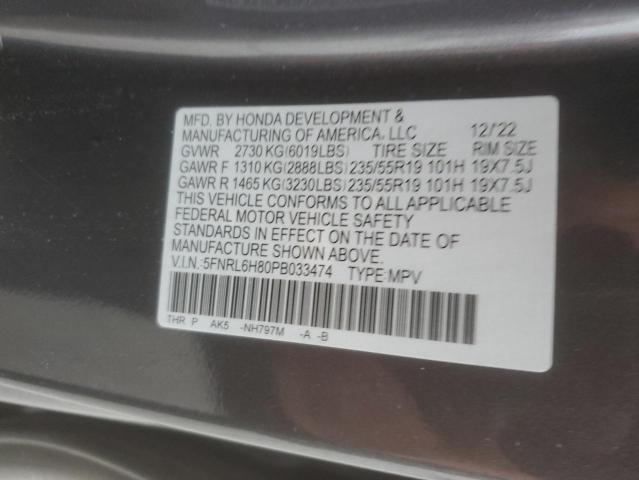 MFD. BY HONDA DEVELOPMENT &
MANUFACTURING OF AMERICA, LLC 12/22
GVWR 2730 KG(6019LBS) TIRE SIZE RIM SIZE
GAWR F 1310 KG(2888LBS) 235/55R19 101H 19X7.5J
GAWR R 1465 KG(3230LBS) 235/55R19 101H 19X7.5J
THIS VEHICLE CONFORMS TO ALL APPLICABLE
FEDERAL MOTOR VEHICLE SAFETY
STANDARDS IN EFFECT ON THE DATE OF
MANUFACTURE SHOWN ABOVE.
V.I.N.:5FNRL6H80PB033474 TYPE:MPV
THR P AK5 -NH797M -A -B